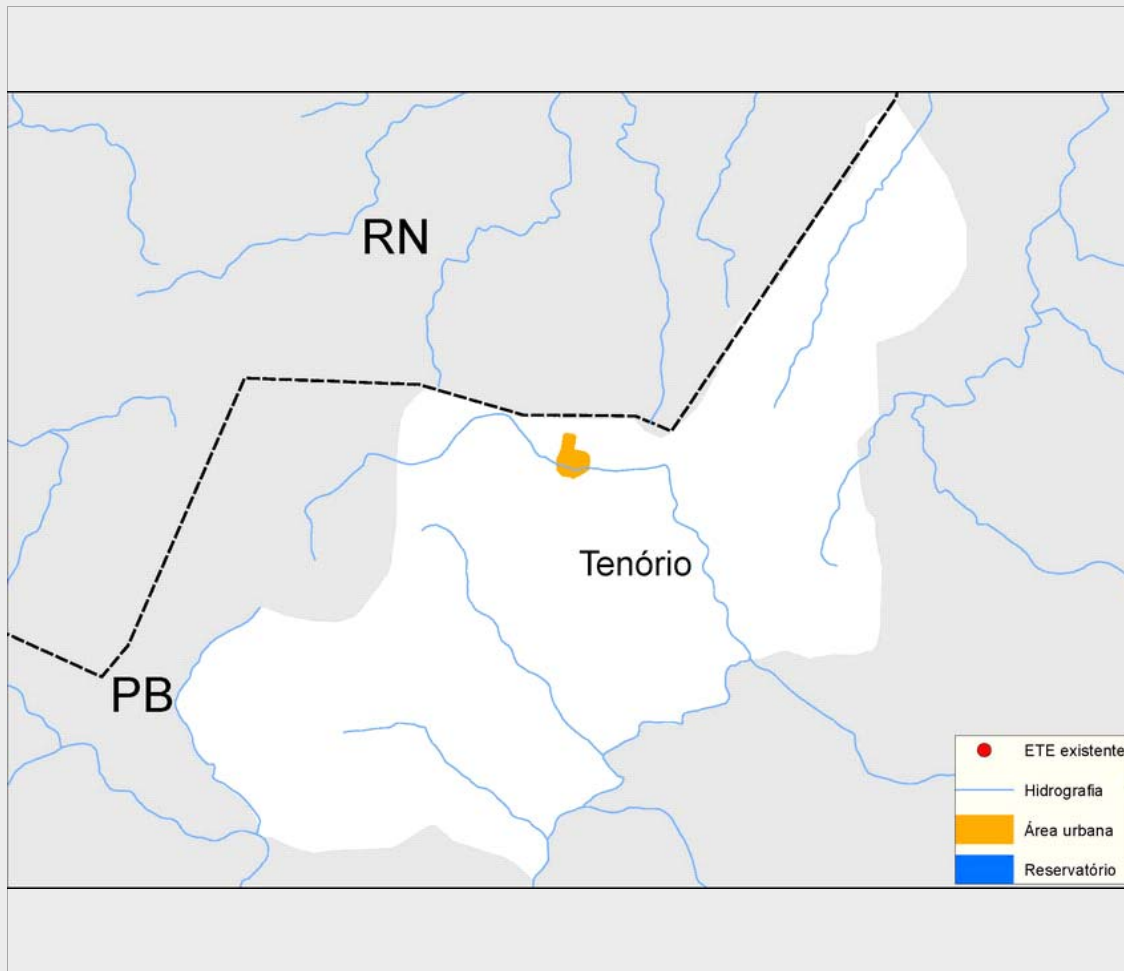 RN
Tenório
PB
ETE existente
Hidrografia
Área urbana
Reservatório